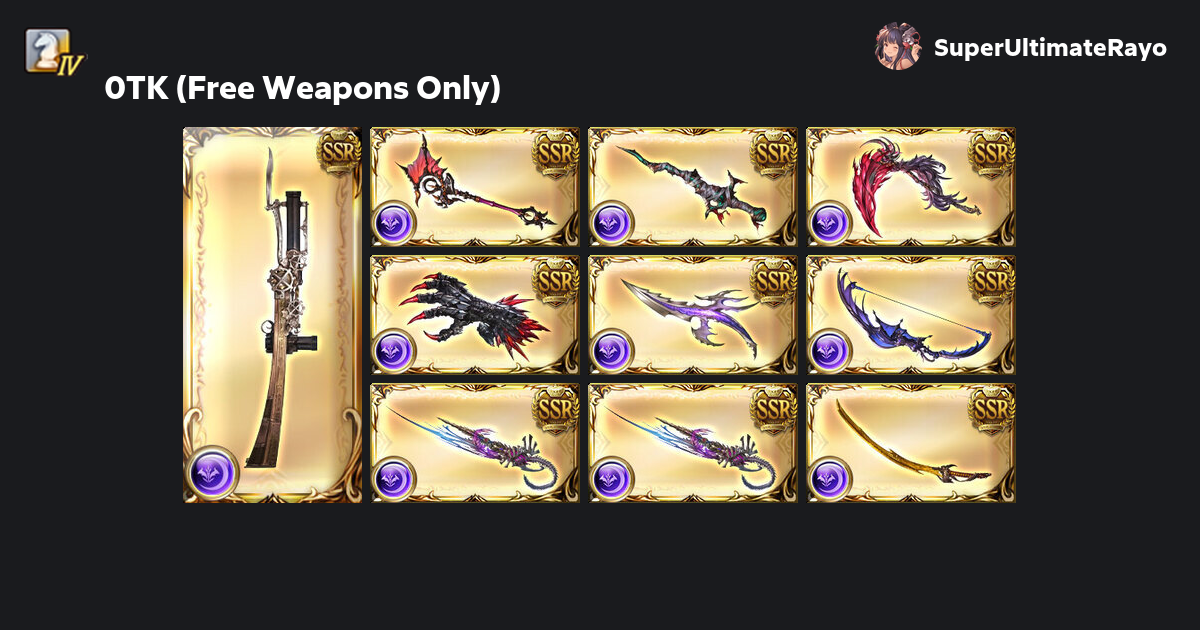 IV
SuperUltimateRayo
0TK (Free Weapons Only)
SSR
SSR SSR SSR
SSR SSR SSR
SSR SSR SSR